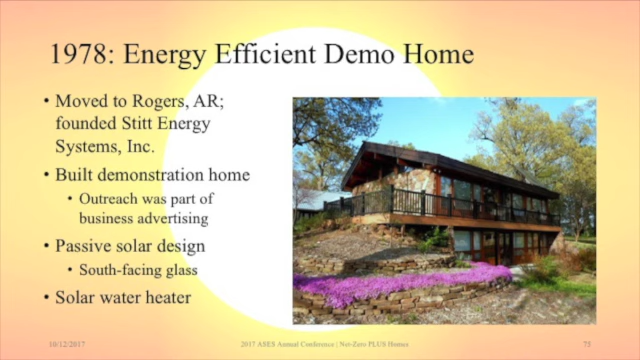 1978: Energy Efficient Demo Home
• Moved to Rogers, AR;
founded Stitt Energy
Systems, Inc.
• Built demonstration home
• Outreach was part of
business advertising
• Passive solar design
• South-facing glass
• Solar water heater
10/12/2017
2017 ASES Annual Conference | Net-Zero PLUS Homes
75